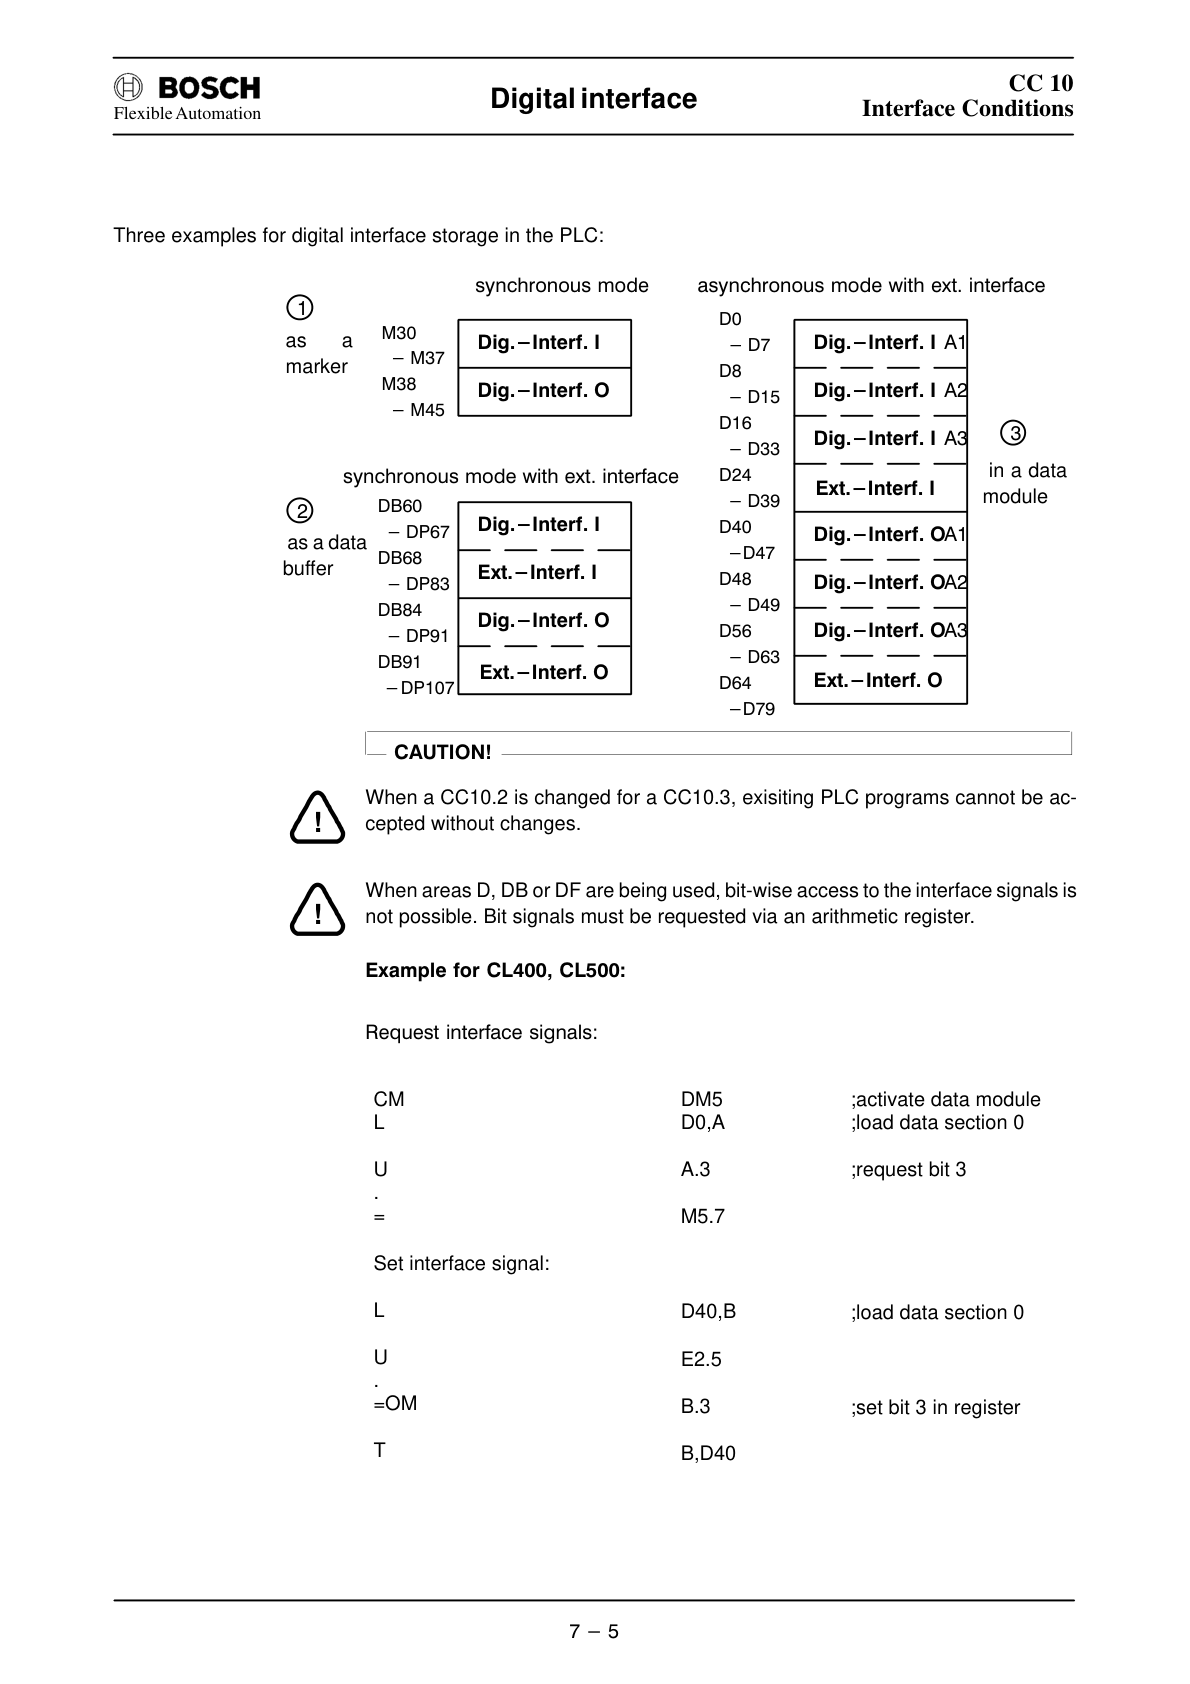 BOSCH
Flexible Automation
Digital interface
CC 10
Interface Conditions
Three examples for digital interface storage in the PLC:
synchronous mode
1
as a
marker
M30
– M37
M38
– M45
Dig.–Interf. I
Dig.–Interf. O
synchronous mode with ext. interface
2
as a data
buffer
DB60
– DP67
DB68
– DP83
DB84
– DP91
DB91
–DP107
Dig.–Interf. I
Ext.–Interf. I
Dig.–Interf. O
Ext.–Interf. O
asynchronous mode with ext. interface
D0
– D7
D8
– D15
D16
– D33
D24
– D39
D40
–D47
D48
– D49
D56
– D63
D64
–D79
Dig.–Interf. I A1
Dig.–Interf. I A2
Dig.–Interf. I A3
Ext.–Interf. I
Dig.–Interf. OA1
Dig.–Interf. OA2
Dig.–Interf. OA3
Ext.–Interf. O
3
in a data
module
CAUTION!
!
When a CC10.2 is changed for a CC10.3, exisiting PLC programs cannot be ac-
cepted without changes.
!
When areas D, DB or DF are being used, bit-wise access to the interface signals is
not possible. Bit signals must be requested via an arithmetic register.
Example for CL400, CL500:
Request interface signals:
CM DM5 ;activate data module
L D0,A ;load data section 0
U A.3 ;request bit 3
.
= M5.7
Set interface signal:
L D40,B ;load data section 0
U E2.5
.
=OM B.3 ;set bit 3 in register
T B,D40
7 – 5